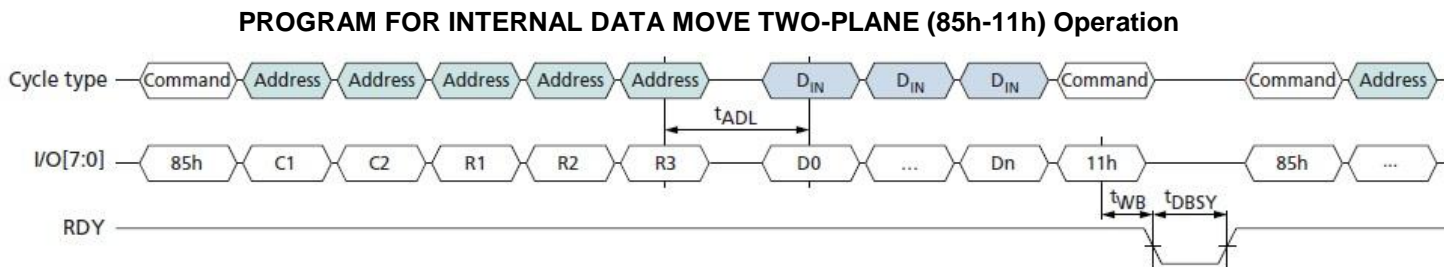 PROGRAM FOR INTERNAL DATA MOVE TWO-PLANE (85h-11h) Operation
Cycle type Command Address Address Address Address Address DIN DIN DIN Command Command Address
tADL
I/O[7:0] 85h C1 C2 R1 R2 R3 D0 ... Dn 11h 85h ...
tWB tDBSY
RDY